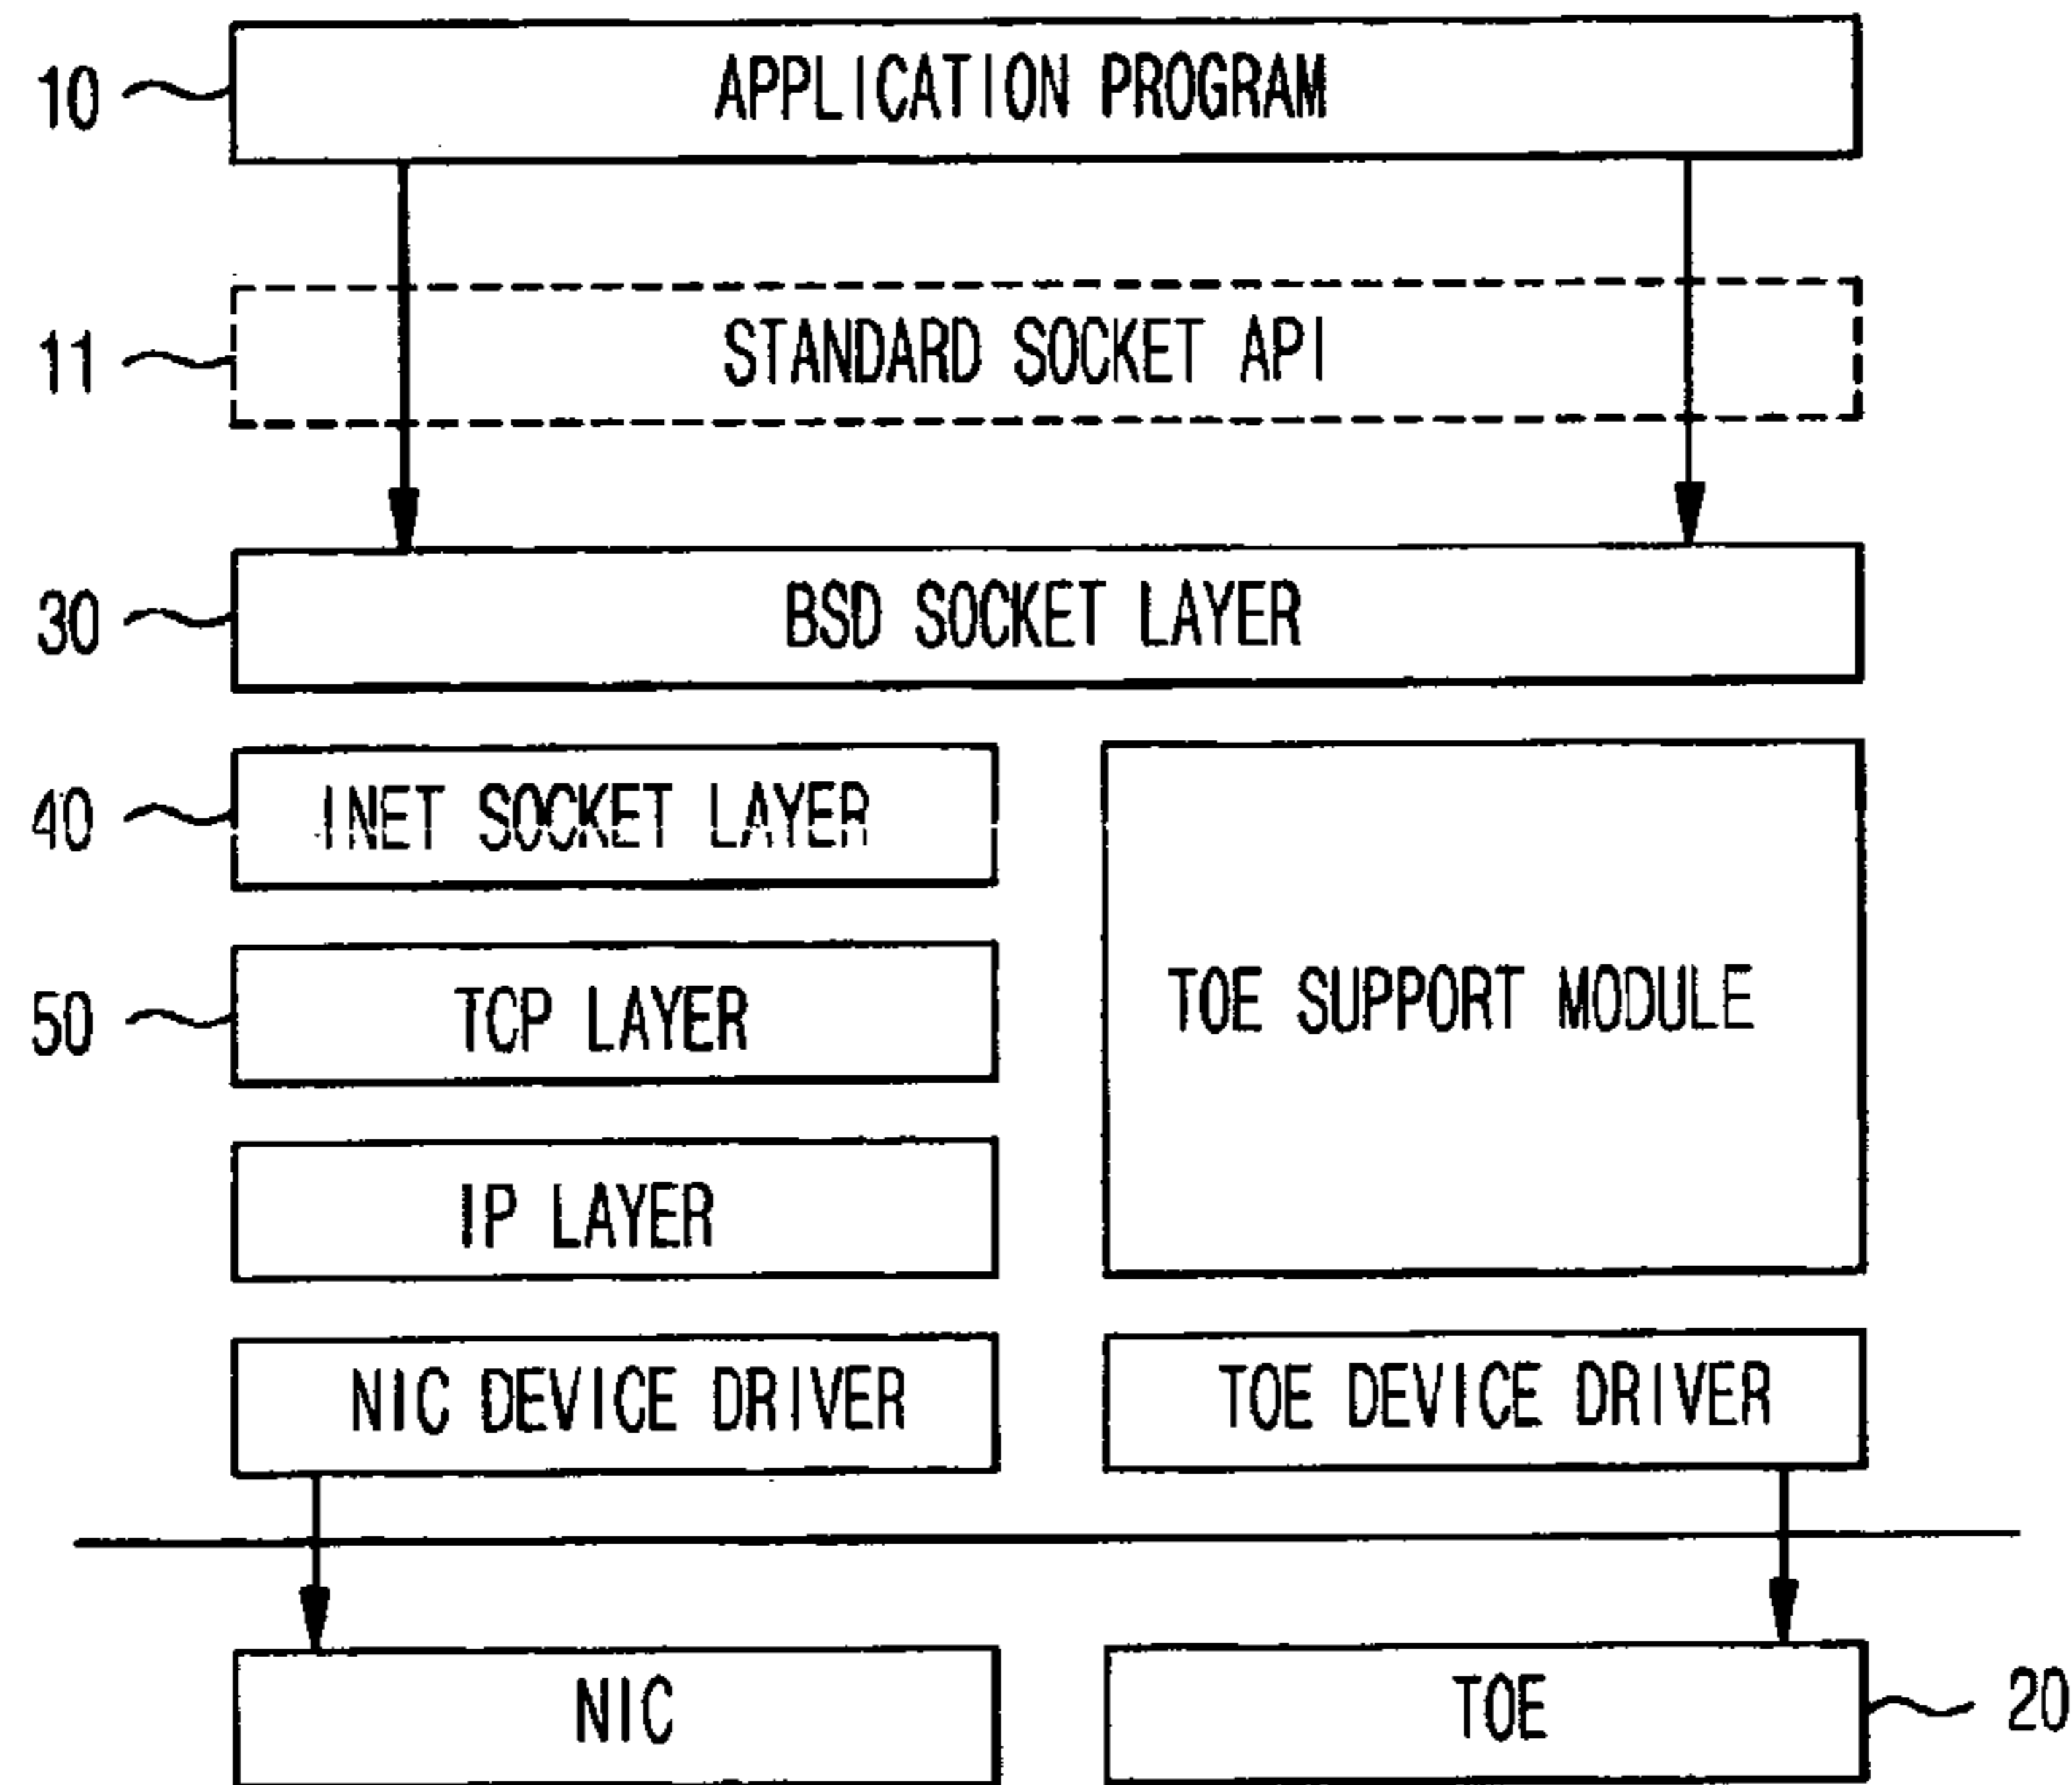 10 APPLICATION PROGRAM
11 STANDARD SOCKET API
30 BSD SOCKET LAYER
40 INET SOCKET LAYER
50 TCP LAYER
TOE SUPPORT MODULE
IP LAYER
NIC DEVICE DRIVER
TOE DEVICE DRIVER
NIC
TOE 20